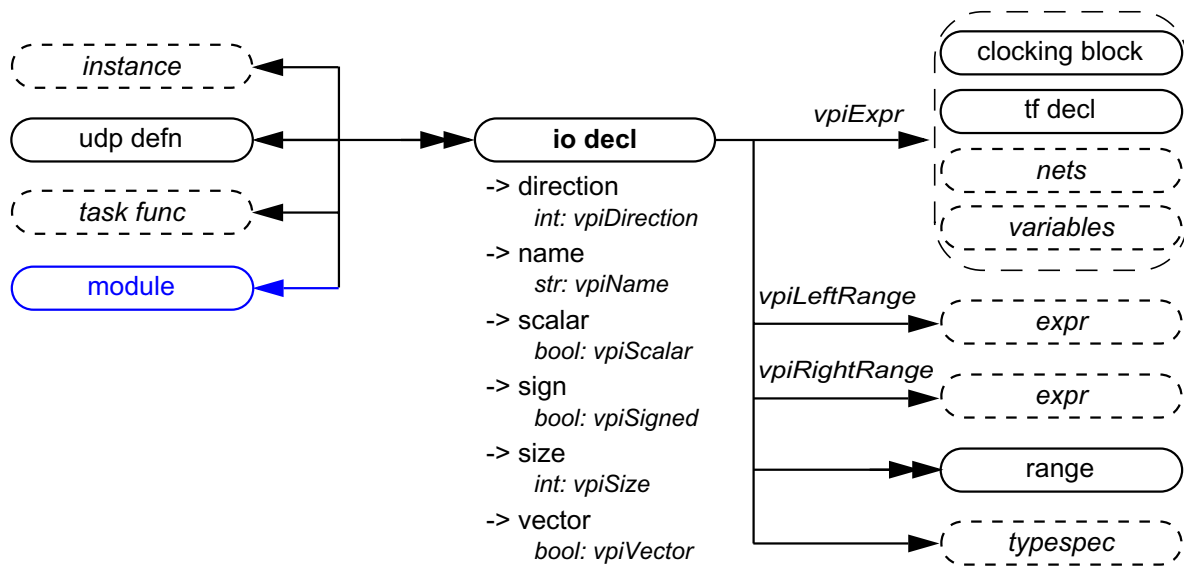 instance
udp defn
task func
module
io decl
-> direction
int: vpiDirection
-> name
str: vpiName
-> scalar
bool: vpiScalar
-> sign
bool: vpiSigned
-> size
int: vpiSize
-> vector
bool: vpiVector
vpiExpr
clocking block
tf decl
nets
variables
vpiLeftRange
expr
vpiRightRange
expr
range
typespec